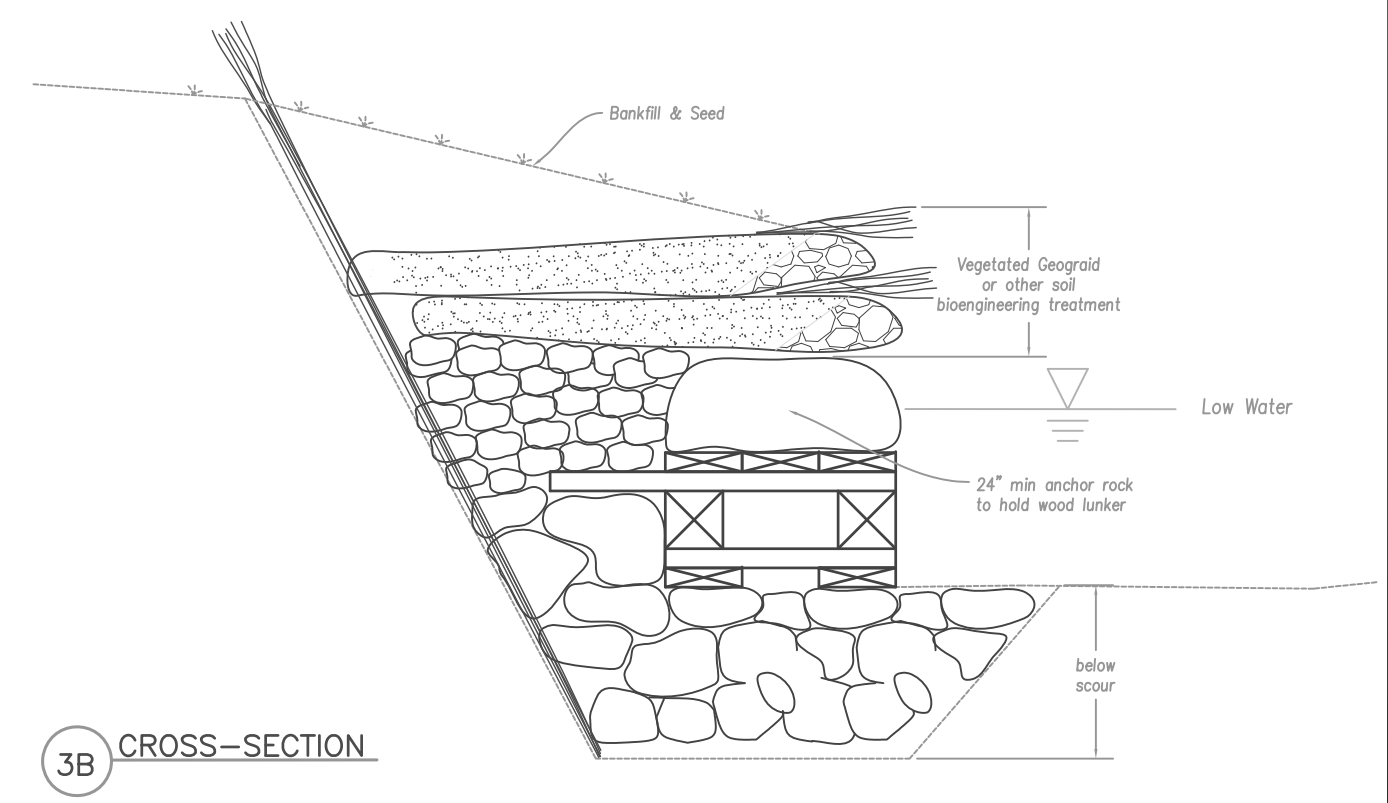 Bankfill & Seed
Vegetated Geograid
or other soil
bioengineering treatment
Low Water
24" min anchor rock
to hold wood lunker
below
scour
3B CROSS-SECTION